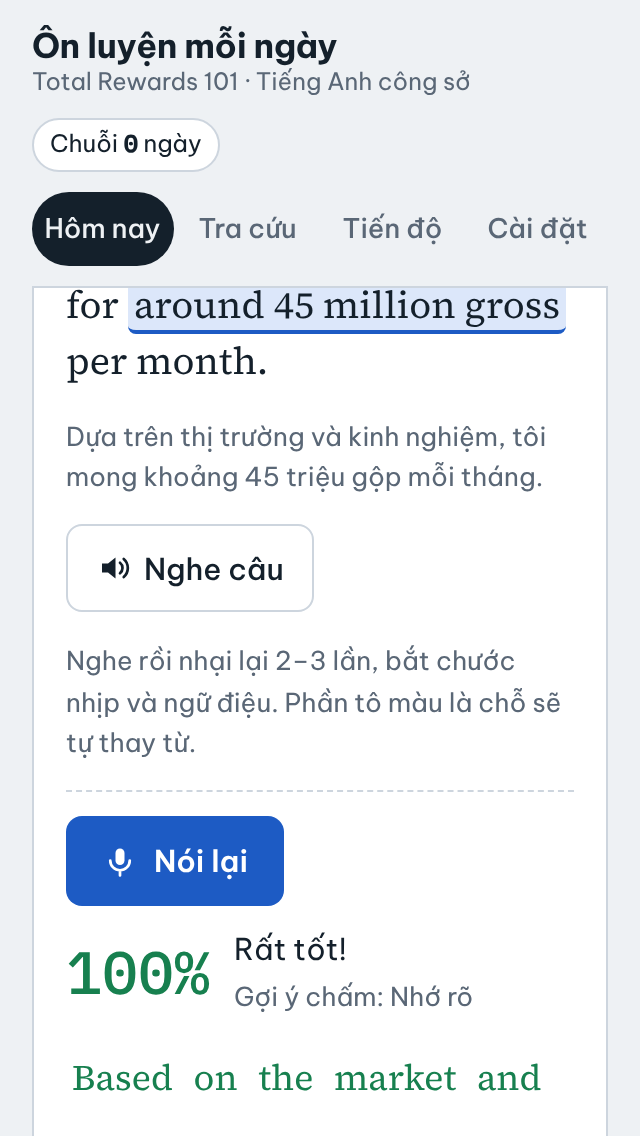 Ôn luyện mỗi ngày
Total Rewards 101 · Tiếng Anh công sở
Chuỗi 0 ngày
Hôm nay Tra cứu Tiến độ Cài đặt
for around 45 million gross
per month.
Dựa trên thị trường và kinh nghiệm, tôi
mong khoảng 45 triệu gộp mỗi tháng.
Nghe câu
Nghe rồi nhại lại 2–3 lần, bắt chước
nhịp và ngữ điệu. Phần tô màu là chỗ sẽ
tự thay từ.
Nói lại
100% Rất tốt!
Gợi ý chấm: Nhớ rõ
Based on the market and